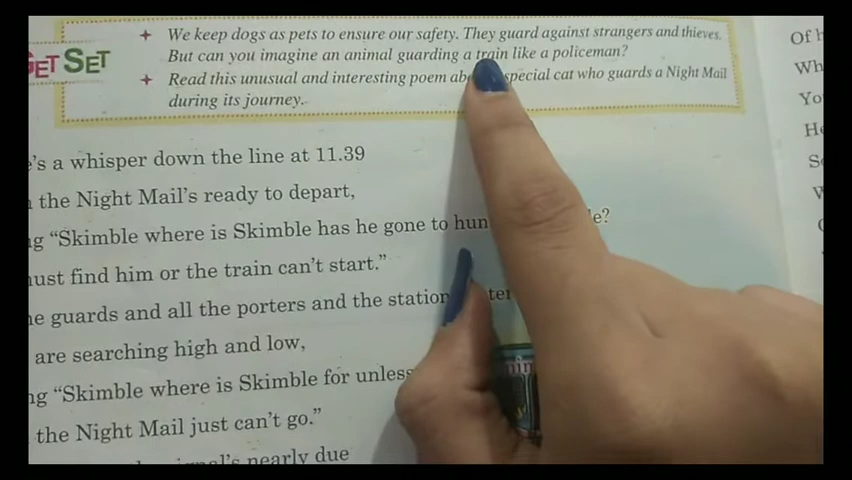 We keep dogs as pets to ensure our safety. They guard against strangers and thieves.
GET SET
But can you imagine an animal guarding a train like a policeman?
Read this unusual and interesting poem special cat who guards a Night Mail
during its journey.
's a whisper down the line at 11.39
the Night Mail's ready to depart,
"Skimble where is Skimble has he gone to hun
ust find him or the train can't start."
guards and all the porters and the station
are searching high and low,
"Skimble where is Skimble for unless
the Night Mail just can't go."
nearly due
Of
Wh
Yo
He